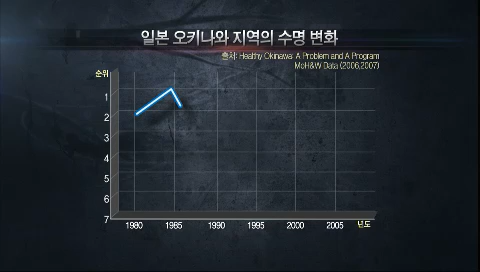 일본 오키나와 지역의 수명 변화
출처: Healthy Okinawa: A Problem and A Program
MoH&W Data (2006,2007)
순위
1
2
3
4
5
6
7
1980 1985 1990 1995 2000 2005 년도